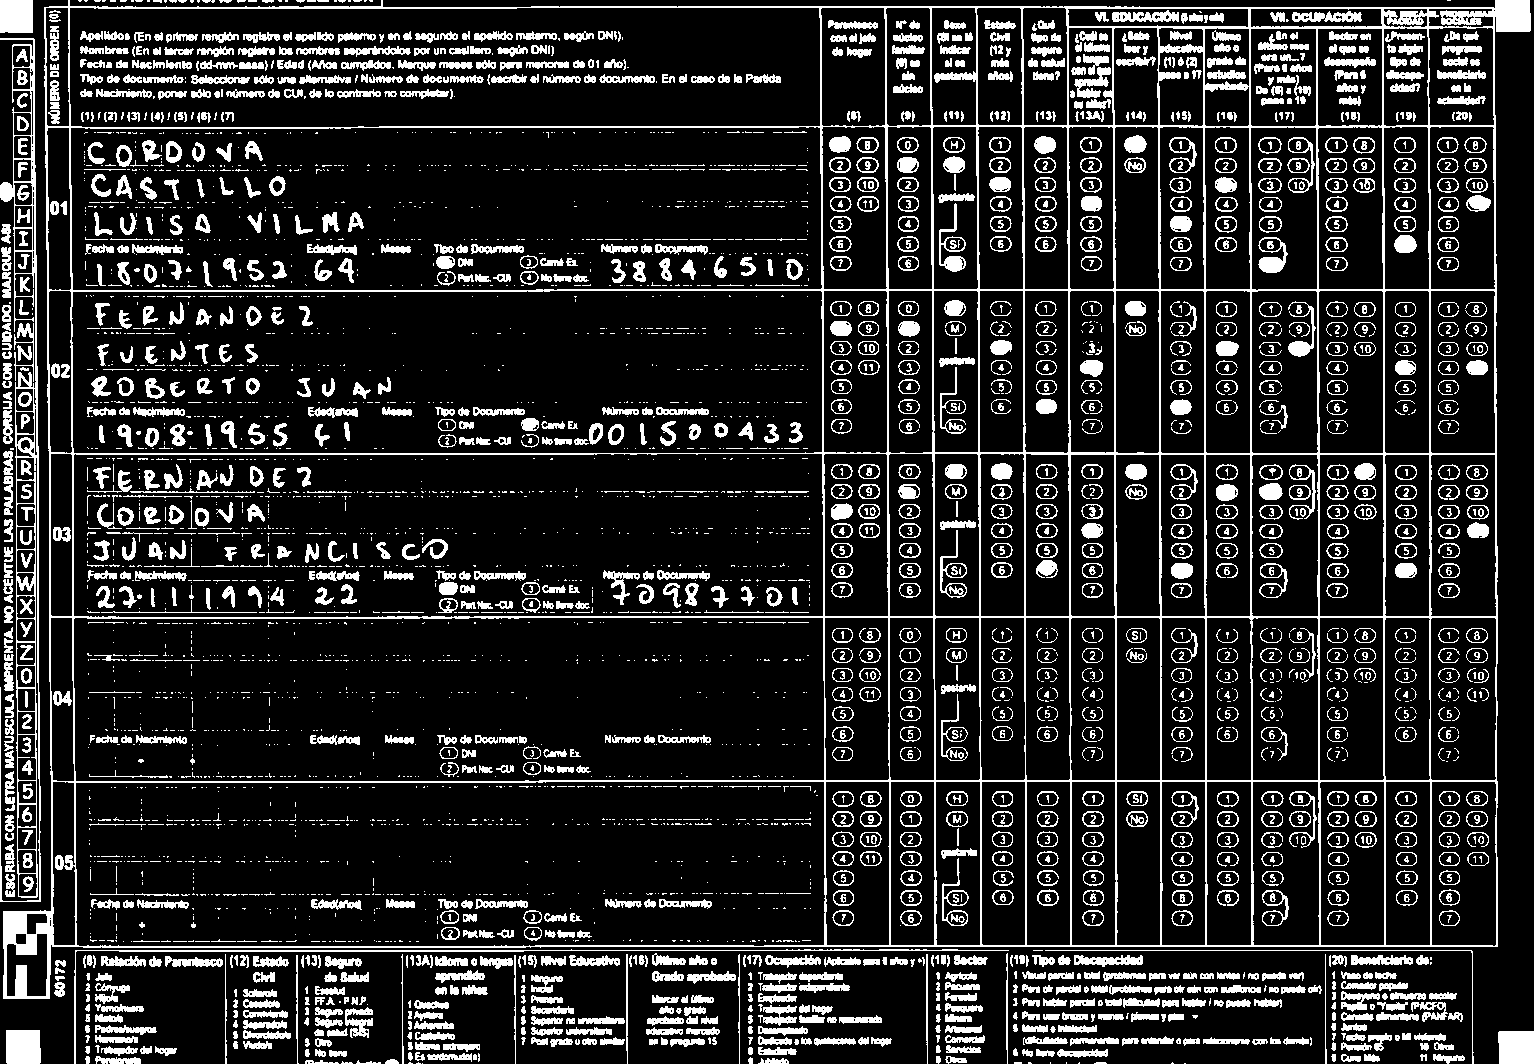 Apellidos (En el primer renglón registre el apellido paterno y en el segundo el apellido materno, según DNI).
Nombres (En el tercer renglón registre los nombres separándolos por un casillero, según DNI)
Fecha de Nacimiento (dd-mm-aaaa) / Edad (Años cumplidos. Marque meses sólo para menores de 01 año).
Tipo de documento: Seleccionar sólo una alternativa / Número de documento (escribir el número de documento. En el caso de la Partida
de Nacimiento, poner sólo el número de CUI, de lo contrario no completar).
(1) / (2) / (3) / (4) / (5) / (6) / (7)
NÚMERO DE ORDEN (0)
Parentesco con el jefe de hogar (8)
N° de núcleo familiar (0) es sin núcleo (9)
Sexo (Si es M indicar si es gestante) (11)
Estado Civil (12 y más años) (12)
¿Qué tipo de seguro de salud tiene? (13)
VI. EDUCACIÓN
¿Cuál es el idioma o lengua con el que aprendió a hablar en su niñez? (13A)
¿Sabe leer y escribir? (14)
Nivel educativo (1) ó (2) pase a 17 (15)
Último año o grado de estudios aprobado (16)
VII. OCUPACIÓN
¿En el último mes era un...? (Para 6 años y más) De (6) a (10) pase a 19 (17)
Sector en el que se desempeña (Para 6 años y más) (18)
¿Presenta algún tipo de discapacidad? (19)
¿De qué programa social es beneficiario en la actualidad? (20)
01
CORDOVA
CASTILLO
LUISA VILMA
Fecha de Nacimiento Edad(años) Meses Tipo de Documento Número de Documento
DNI 3 Carné Ex.
2 Part.Nac.-CUI 4 No tiene doc.
18-07-1952 64 38846510
02
FERNANDEZ
FUENTES
ROBERTO JUAN
Fecha de Nacimiento Edad(años) Meses Tipo de Documento Número de Documento
1 DNI Carné Ex.
2 Part.Nac.-CUI 4 No tiene doc.
19-08-1955 61 001500433
03
FERNANDEZ
CORDOVA
JUAN FRANCISCO
Fecha de Nacimiento Edad(años) Meses Tipo de Documento Número de Documento
DNI 3 Carné Ex.
2 Part.Nac.-CUI 4 No tiene doc.
27-11-1994 22 70987701
04
Fecha de Nacimiento Edad(años) Meses Tipo de Documento Número de Documento
1 DNI 3 Carné Ex.
2 Part.Nac.-CUI 4 No tiene doc.
05
Fecha de Nacimiento Edad(años) Meses Tipo de Documento Número de Documento
1 DNI 3 Carné Ex.
2 Part.Nac.-CUI 4 No tiene doc.
ESCRIBA CON LETRA MAYUSCULA IMPRENTA. NO ACENTUE LAS PALABRAS, CORRIJA CON CUIDADO. MARQUE ASI
A B C D E F G H I J K L M N Ñ O P Q R S T U V W X Y Z 0 1 2 3 4 5 6 7 8 9
60172
(8) Relación de Parentesco
1 Jefe
2 Cónyuge
3 Hijo/a
4 Yerno/nuera
5 Nieto/a
6 Padres/suegros
7 Hermano/a
8 Trabajador del hogar
9 Pensionista
(12) Estado Civil
1 Soltero/a
2 Casado/a
3 Conviviente
4 Separado/a
5 Divorciado/a
6 Viudo/a
(13) Seguro de Salud
1 Essalud
2 FF.AA - P.N.P.
3 Seguro privado
4 Seguro integral de salud (SIS)
5 Otro
6 No tiene
(13A) Idioma o lengua aprendido en la niñez
1 Quechua
2 Aymara
3 Asháninka
4 Castellano
5 Idioma extranjero
6 Es sordomudo(a)
(15) Nivel Educativo
1 Ninguno
2 Inicial
3 Primaria
4 Secundaria
5 Superior no universitaria
6 Superior universitaria
7 Post grado u otro similar
(16) Último año o Grado aprobado
Marcar el último año o grado aprobado del nivel educativo marcado en la pregunta 15
(17) Ocupación (Aplicable para 6 años y +)
1 Trabajador dependiente
2 Trabajador independiente
3 Empleador
4 Trabajador del hogar
5 Trabajador familiar no remunerado
6 Desempleado
7 Dedicado a los quehaceres del hogar
8 Estudiante
9 Jubilado
(18) Sector
1 Agrícola
2 Pecuaria
3 Forestal
4 Pesquera
5 Minera
6 Artesanal
7 Comercial
8 Servicios
9 Otros
(19) Tipo de Discapacidad
1 Visual parcial o total (problemas para ver aún con lentes / no puede ver)
2 Para oír parcial o total (problemas para oír aún con audífonos / no puede oír)
3 Para hablar parcial o total (dificultad para hablar / no puede hablar)
4 Para usar brazos y manos / piernas y pies
5 Mental o intelectual
(dificultades permanentes para entender o para relacionarse con los demás)
6 No tiene discapacidad
(20) Beneficiario de:
1 Vaso de leche
2 Comedor popular
3 Desayuno o almuerzo escolar
4 Papilla o "Yapita" (PACFO)
5 Canasta alimentaria (PANFAR)
6 Juntos
7 Techo propio o Mi vivienda
8 Pensión 65 10 Otros
9 Cuna Más 11 Ninguno